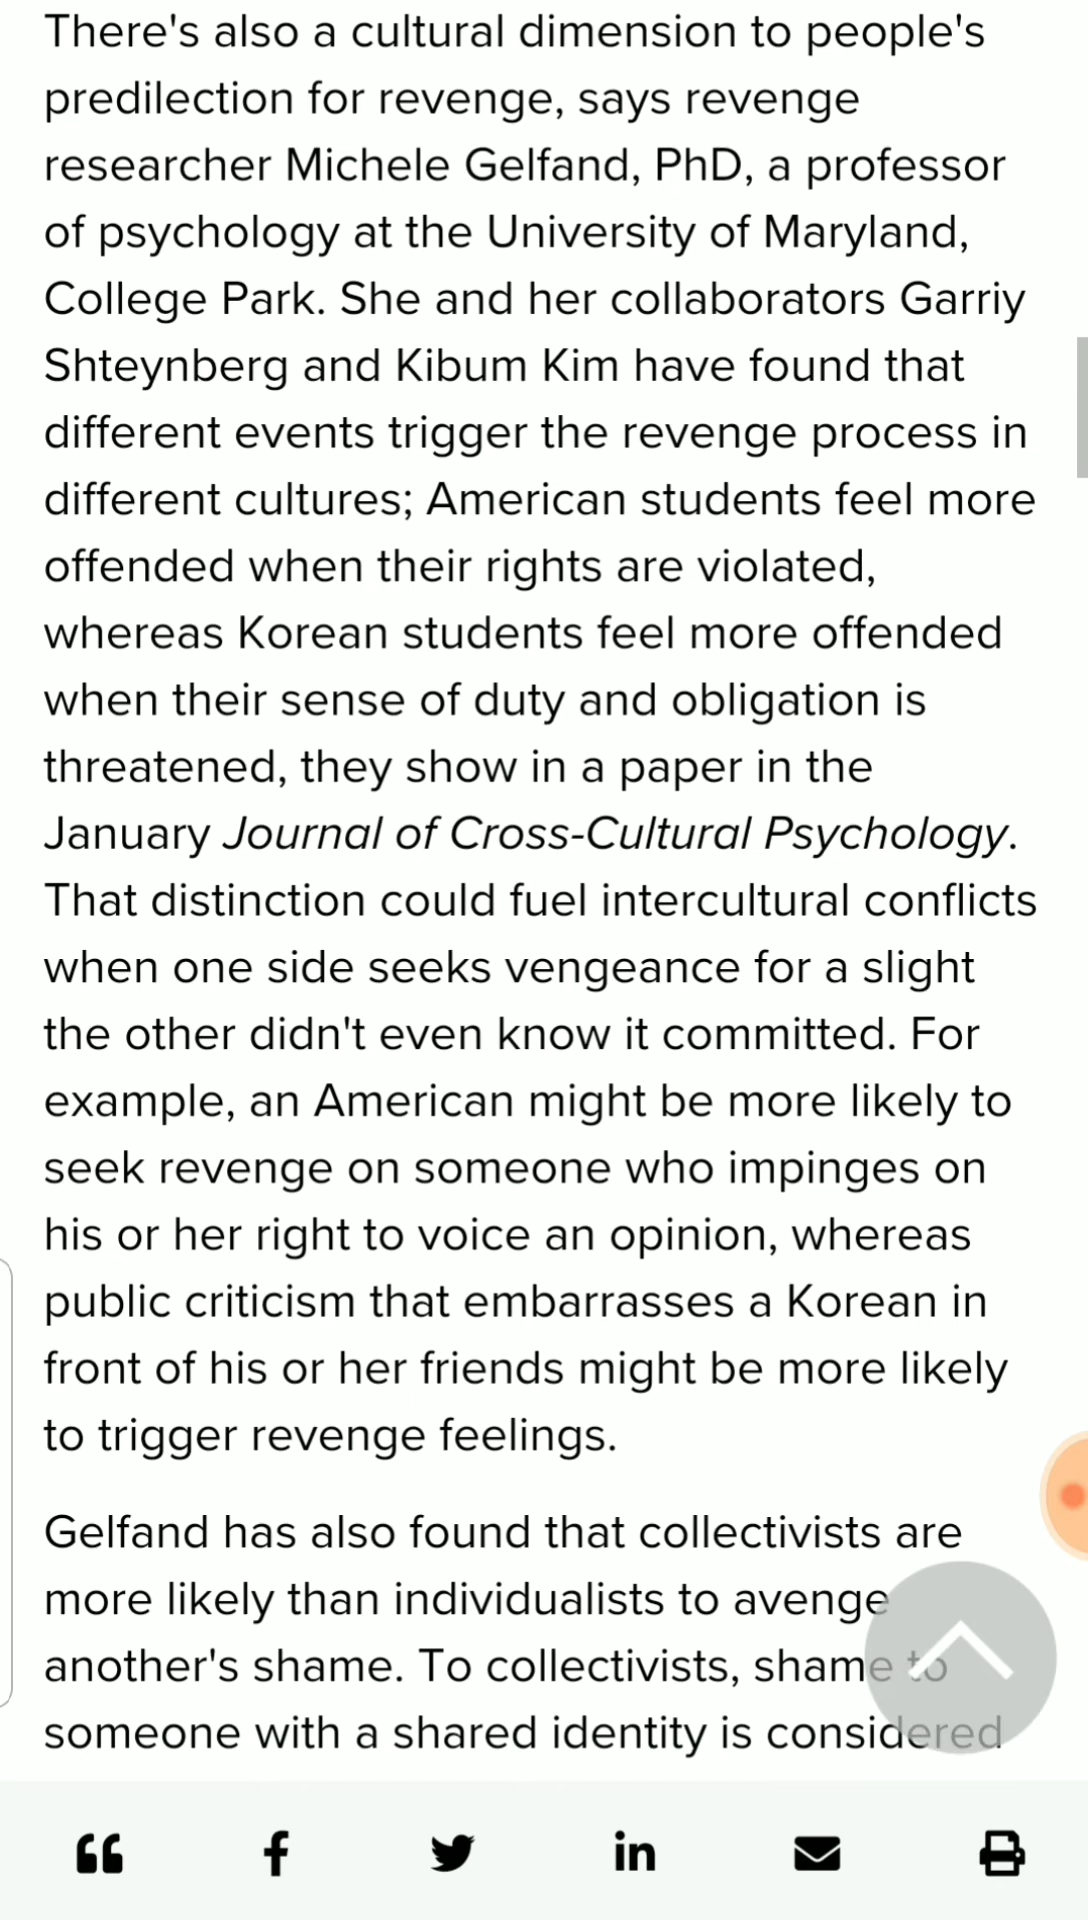 There's also a cultural dimension to people's
predilection for revenge, says revenge
researcher Michele Gelfand, PhD, a professor
of psychology at the University of Maryland,
College Park. She and her collaborators Garriy
Shteynberg and Kibum Kim have found that
different events trigger the revenge process in
different cultures; American students feel more
offended when their rights are violated,
whereas Korean students feel more offended
when their sense of duty and obligation is
threatened, they show in a paper in the
January Journal of Cross-Cultural Psychology.
That distinction could fuel intercultural conflicts
when one side seeks vengeance for a slight
the other didn't even know it committed. For
example, an American might be more likely to
seek revenge on someone who impinges on
his or her right to voice an opinion, whereas
public criticism that embarrasses a Korean in
front of his or her friends might be more likely
to trigger revenge feelings.
Gelfand has also found that collectivists are
more likely than individualists to avenge
another's shame. To collectivists, shame to
someone with a shared identity is considered